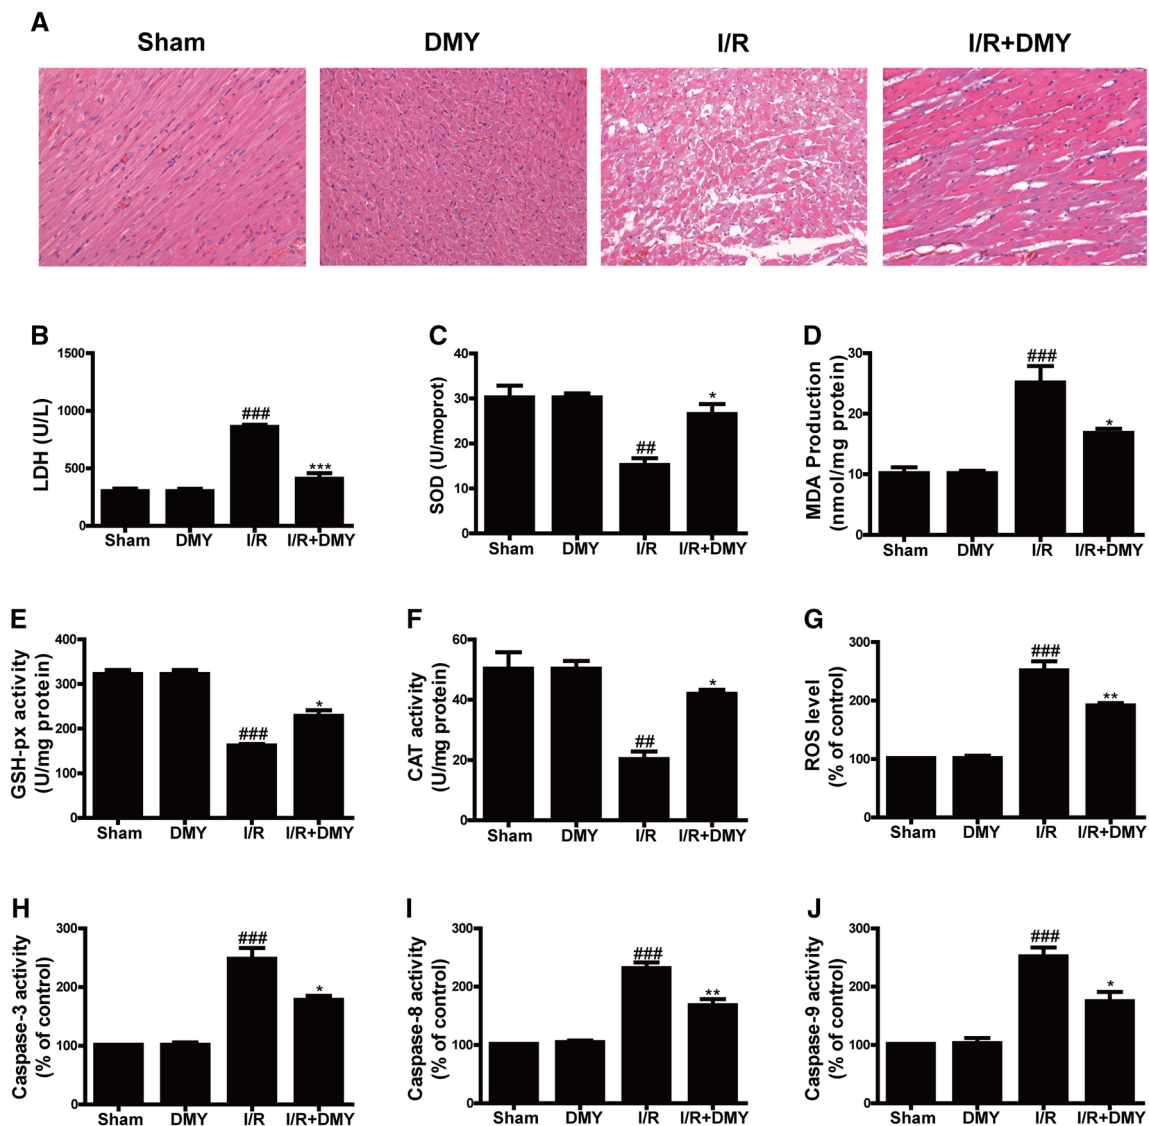 A
Sham
DMY
I/R
I/R+DMY
B
LDH (U/L)
1500
1000
500
0
###
***
Sham
DMY
I/R
I/R+DMY
C
SOD (U/moprot)
40
30
20
10
0
##
*
Sham
DMY
I/R
I/R+DMY
D
MDA Production
(nmol/mg protein)
30
20
10
0
###
*
Sham
DMY
I/R
I/R+DMY
E
GSH-px activity
(U/mg protein)
400
300
200
100
0
###
*
Sham
DMY
I/R
I/R+DMY
F
CAT activity
(U/mg protein)
60
40
20
0
##
*
Sham
DMY
I/R
I/R+DMY
G
ROS level
(% of control)
300
200
100
0
###
**
Sham
DMY
I/R
I/R+DMY
H
Caspase-3 activity
(% of control)
300
200
100
0
###
*
Sham
DMY
I/R
I/R+DMY
I
Caspase-8 activity
(% of control)
300
200
100
0
###
**
Sham
DMY
I/R
I/R+DMY
J
Caspase-9 activity
(% of control)
300
200
100
0
###
*
Sham
DMY
I/R
I/R+DMY